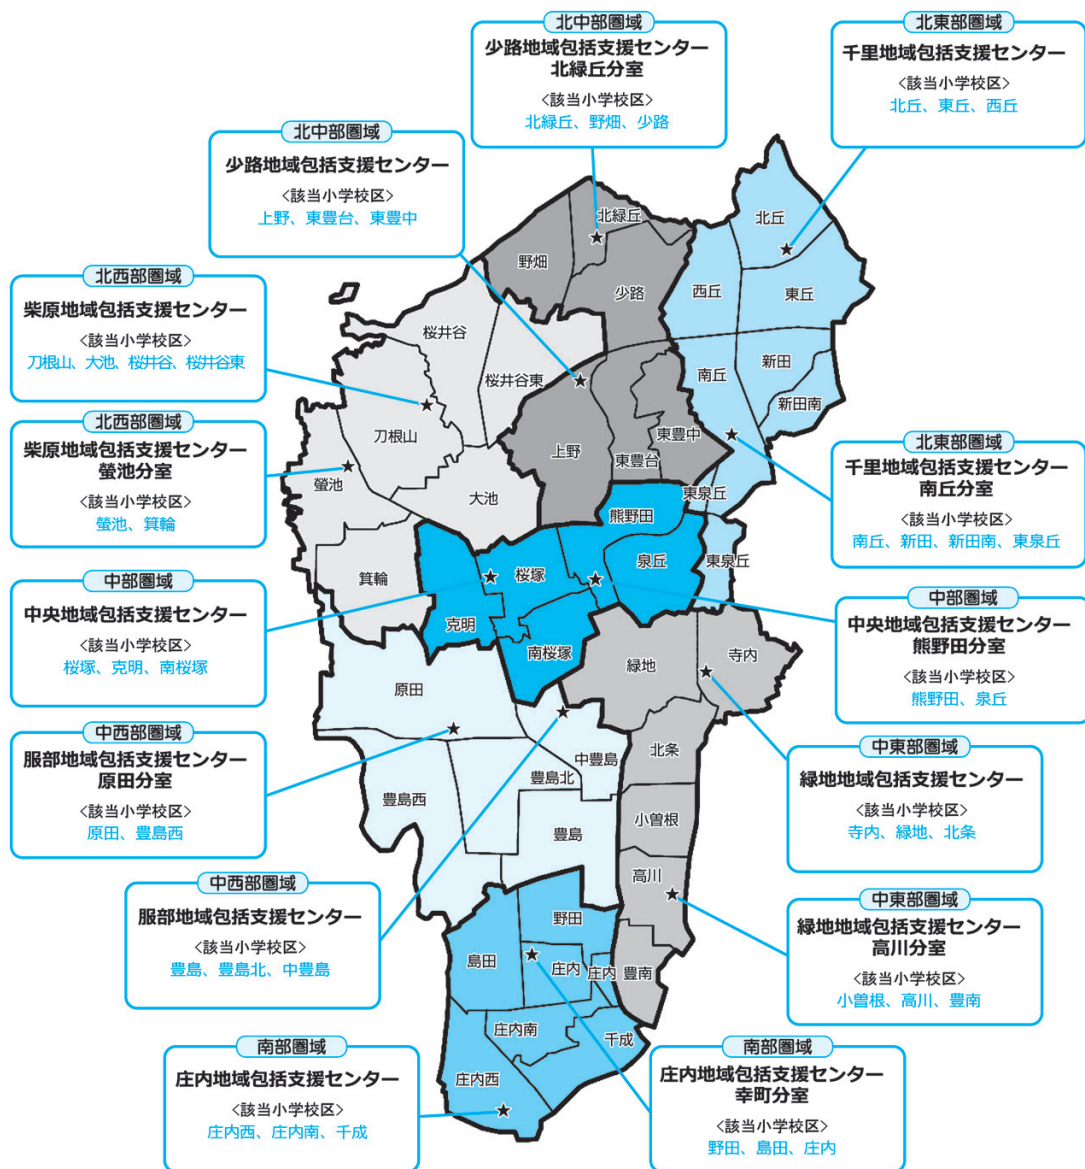 北中部圏域
少路地域包括支援センター
北緑丘分室
〈該当小学校区〉
北緑丘、野畑、少路
北東部圏域
千里地域包括支援センター
〈該当小学校区〉
北丘、東丘、西丘
北中部圏域
少路地域包括支援センター
〈該当小学校区〉
上野、東豊台、東豊中
北西部圏域
柴原地域包括支援センター
〈該当小学校区〉
刀根山、大池、桜井谷、桜井谷東
北西部圏域
柴原地域包括支援センター
螢池分室
〈該当小学校区〉
螢池、箕輪
中部圏域
中央地域包括支援センター
〈該当小学校区〉
桜塚、克明、南桜塚
中西部圏域
服部地域包括支援センター
原田分室
〈該当小学校区〉
原田、豊島西
中西部圏域
服部地域包括支援センター
〈該当小学校区〉
豊島、豊島北、中豊島
南部圏域
庄内地域包括支援センター
〈該当小学校区〉
庄内西、庄内南、千成
北東部圏域
千里地域包括支援センター
南丘分室
〈該当小学校区〉
南丘、新田、新田南、東泉丘
中部圏域
中央地域包括支援センター
熊野田分室
〈該当小学校区〉
熊野田、泉丘
中東部圏域
緑地地域包括支援センター
〈該当小学校区〉
寺内、緑地、北条
中東部圏域
緑地地域包括支援センター
高川分室
〈該当小学校区〉
小曽根、高川、豊南
南部圏域
庄内地域包括支援センター
幸町分室
〈該当小学校区〉
野田、島田、庄内
北丘
北緑丘
野畑
少路
西丘
東丘
桜井谷
桜井谷東
南丘
新田
新田南
刀根山
上野
東豊台
東豊中
螢池
大池
東泉丘
熊野田
箕輪
桜塚
泉丘
東泉丘
克明
南桜塚
緑地
寺内
原田
北条
中豊島
豊島北
豊島西
豊島
小曽根
高川
野田
島田
庄内
庄内
豊南
庄内南
千成
庄内西